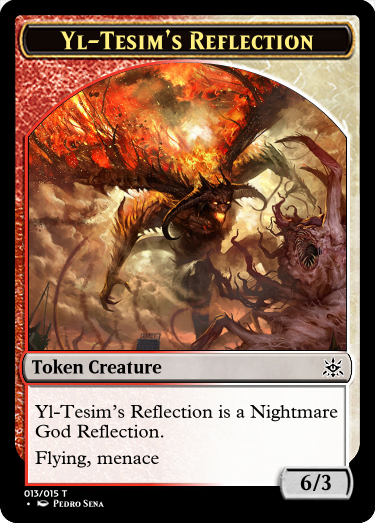 Yl-Tesim's Reflection
Token Creature
Yl-Tesim's Reflection is a Nightmare
God Reflection.
Flying, menace
6/3
013/015 T
• Pedro Sena